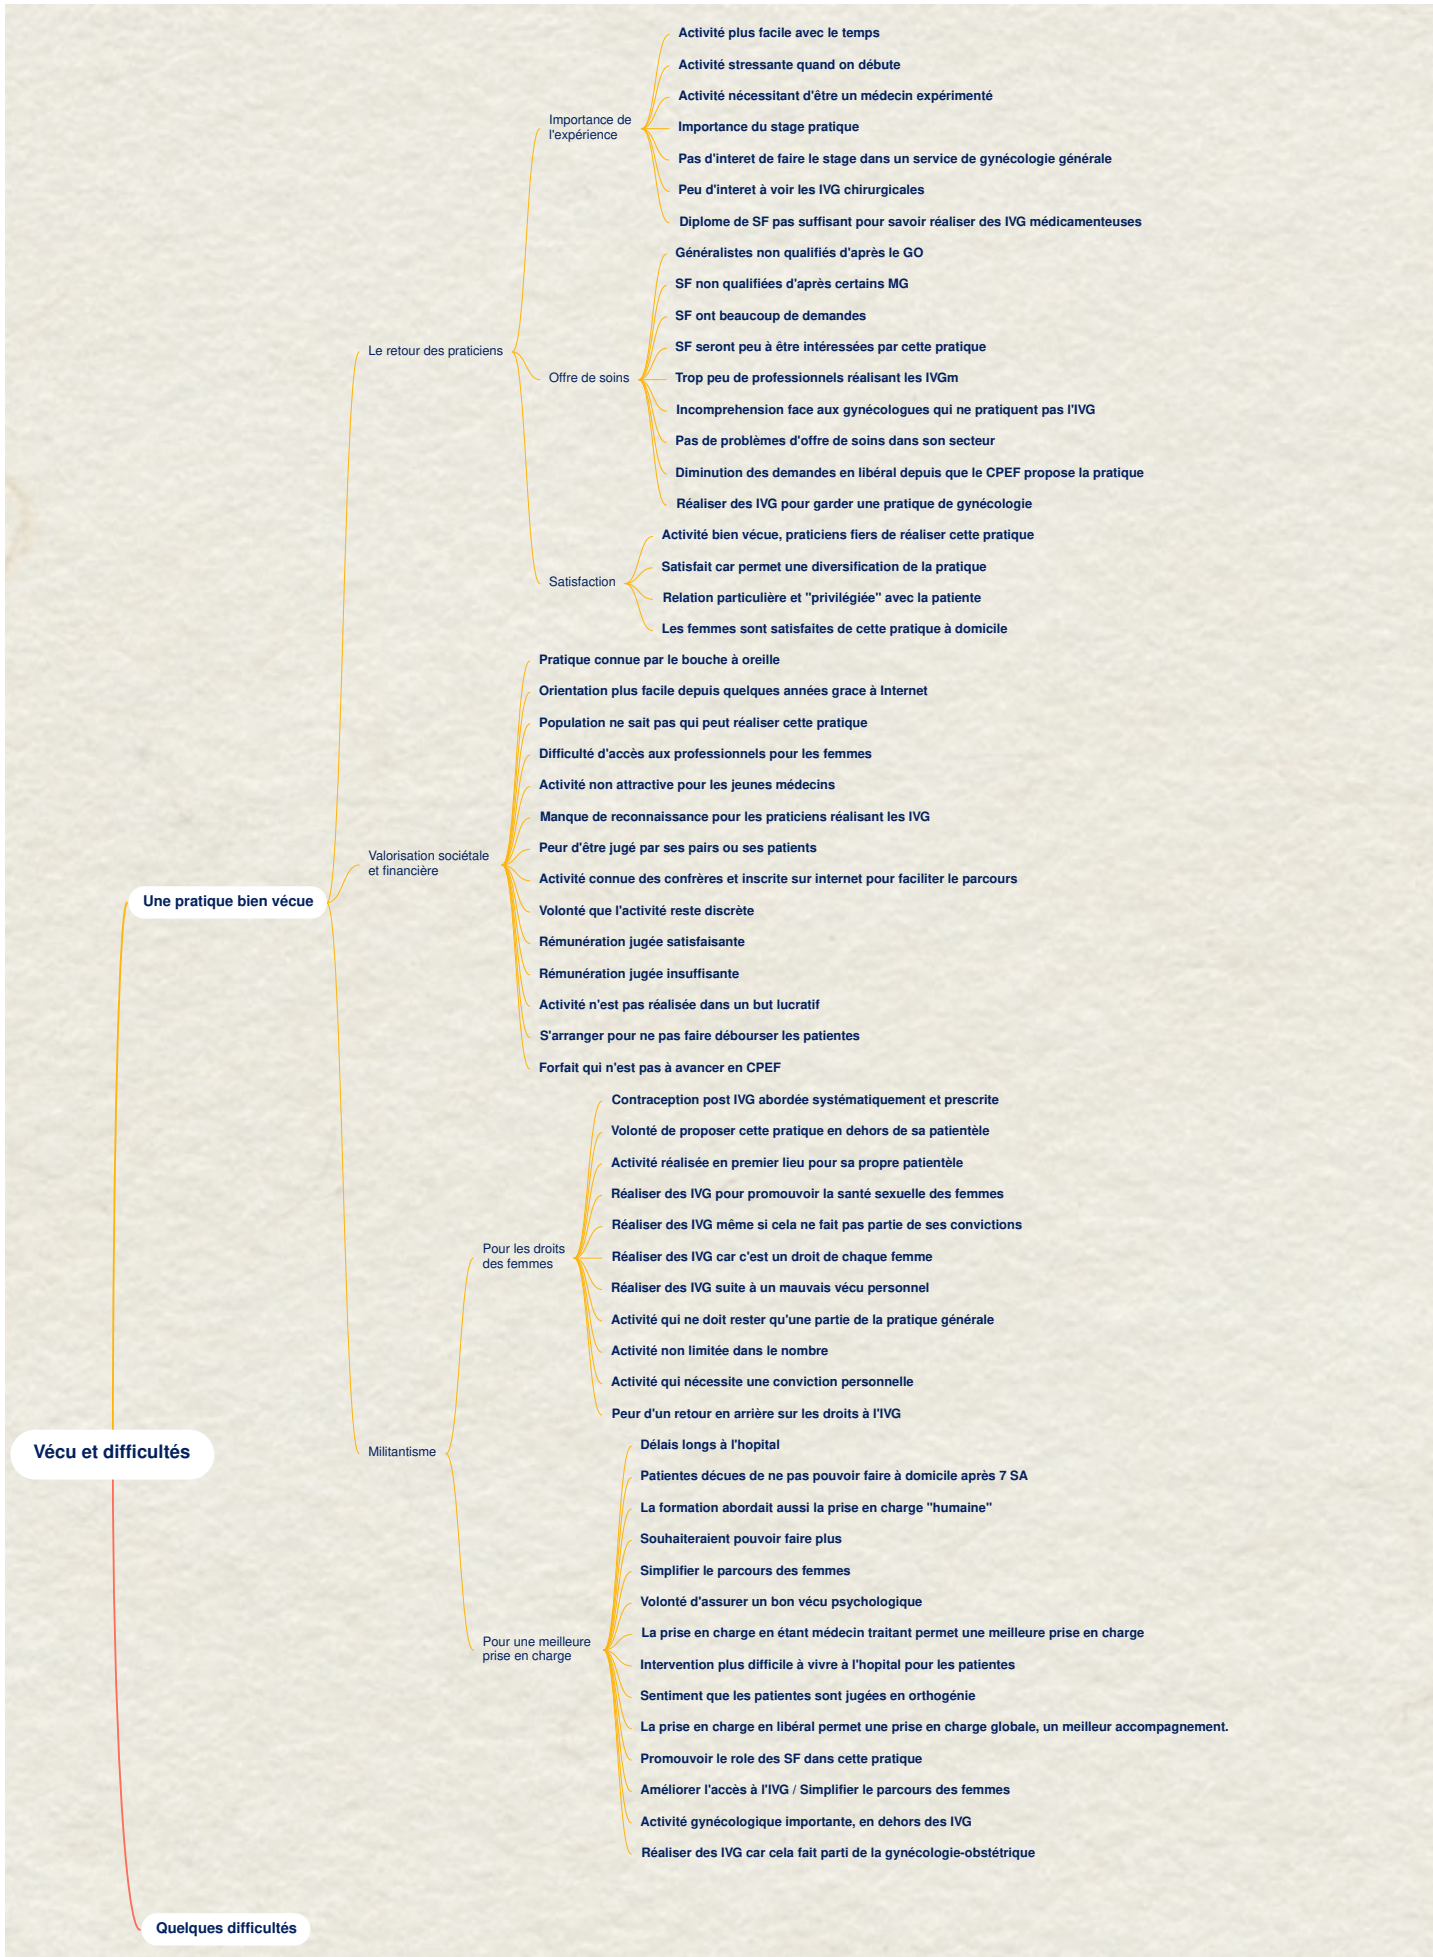 Activité plus facile avec le temps
Activité stressante quand on débute
Activité nécessitant d'être un médecin expérimenté
Importance de
l'expérience
Importance du stage pratique
Pas d'interet de faire le stage dans un service de gynécologie générale
Peu d'interet à voir les IVG chirurgicales
Diplome de SF pas suffisant pour savoir réaliser des IVG médicamenteuses
Généralistes non qualifiés d'après le GO
SF non qualifiées d'après certains MG
SF ont beaucoup de demandes
SF seront peu à être intéressées par cette pratique
Le retour des praticiens
Offre de soins
Trop peu de professionnels réalisant les IVGm
Incomprehension face aux gynécologues qui ne pratiquent pas l'IVG
Pas de problèmes d'offre de soins dans son secteur
Diminution des demandes en libéral depuis que le CPEF propose la pratique
Réaliser des IVG pour garder une pratique de gynécologie
Activité bien vécue, praticiens fiers de réaliser cette pratique
Satisfait car permet une diversification de la pratique
Satisfaction
Relation particulière et "privilégiée" avec la patiente
Les femmes sont satisfaites de cette pratique à domicile
Pratique connue par le bouche à oreille
Orientation plus facile depuis quelques années grace à Internet
Population ne sait pas qui peut réaliser cette pratique
Difficulté d'accès aux professionnels pour les femmes
Activité non attractive pour les jeunes médecins
Manque de reconnaissance pour les praticiens réalisant les IVG
Peur d'être jugé par ses pairs ou ses patients
Valorisation sociétale
et financière
Activité connue des confrères et inscrite sur internet pour faciliter le parcours
Une pratique bien vécue
Volonté que l'activité reste discrète
Rémunération jugée satisfaisante
Rémunération jugée insuffisante
Activité n'est pas réalisée dans un but lucratif
S'arranger pour ne pas faire débourser les patientes
Forfait qui n'est pas à avancer en CPEF
Contraception post IVG abordée systématiquement et prescrite
Volonté de proposer cette pratique en dehors de sa patientèle
Activité réalisée en premier lieu pour sa propre patientèle
Réaliser des IVG pour promouvoir la santé sexuelle des femmes
Réaliser des IVG même si cela ne fait pas partie de ses convictions
Pour les droits
des femmes
Réaliser des IVG car c'est un droit de chaque femme
Réaliser des IVG suite à un mauvais vécu personnel
Activité qui ne doit rester qu'une partie de la pratique générale
Activité non limitée dans le nombre
Activité qui nécessite une conviction personnelle
Peur d'un retour en arrière sur les droits à l'IVG
Vécu et difficultés
Militantisme
Délais longs à l'hopital
Patientes décues de ne pas pouvoir faire à domicile après 7 SA
La formation abordait aussi la prise en charge "humaine"
Souhaiteraient pouvoir faire plus
Simplifier le parcours des femmes
Volonté d'assurer un bon vécu psychologique
La prise en charge en étant médecin traitant permet une meilleure prise en charge
Pour une meilleure
prise en charge
Intervention plus difficile à vivre à l'hopital pour les patientes
Sentiment que les patientes sont jugées en orthogénie
La prise en charge en libéral permet une prise en charge globale, un meilleur accompagnement.
Promouvoir le role des SF dans cette pratique
Améliorer l'accès à l'IVG / Simplifier le parcours des femmes
Activité gynécologique importante, en dehors des IVG
Réaliser des IVG car cela fait parti de la gynécologie-obstétrique
Quelques difficultés